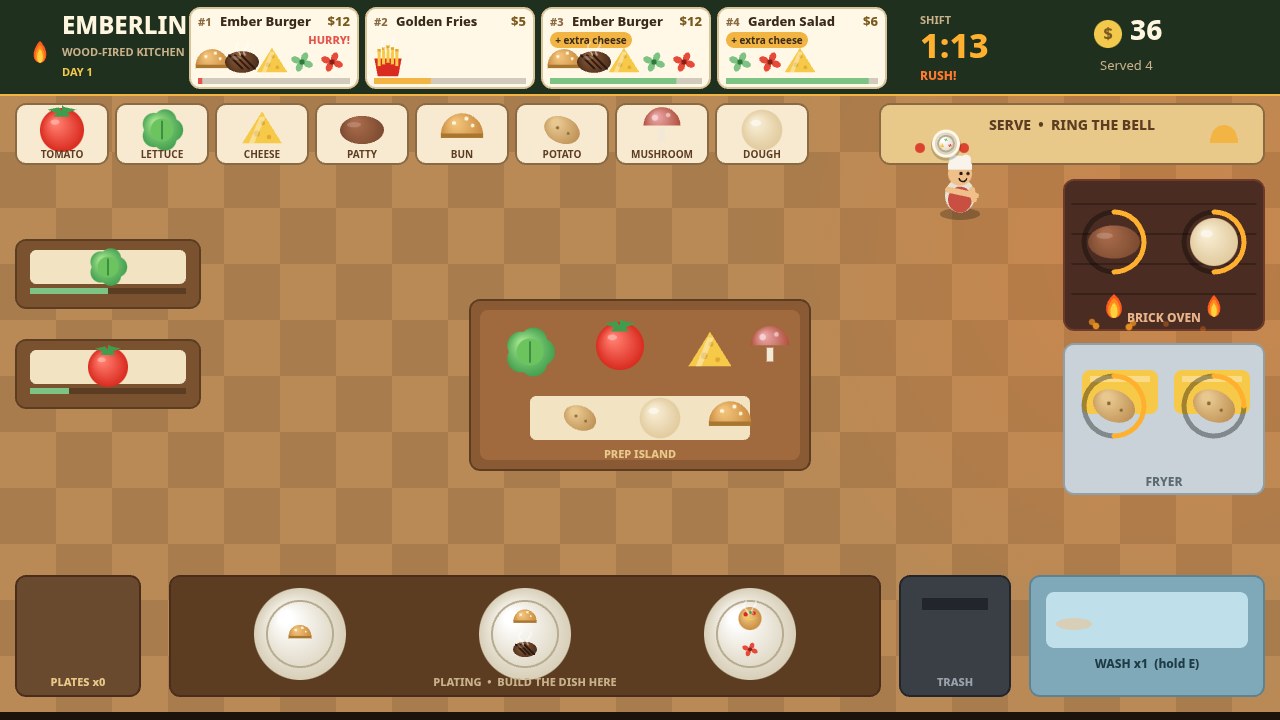 EMBERLIN
WOOD-FIRED KITCHEN
DAY 1
#1 Ember Burger $12
HURRY!
#2 Golden Fries $5
#3 Ember Burger $12
+ extra cheese
#4 Garden Salad $6
+ extra cheese
SHIFT
1:13
RUSH!
$ 36
Served 4
TOMATO
LETTUCE
CHEESE
PATTY
BUN
POTATO
MUSHROOM
DOUGH
SERVE • RING THE BELL
BRICK OVEN
PREP ISLAND
FRYER
PLATES x0
PLATING • BUILD THE DISH HERE
TRASH
WASH x1 (hold E)